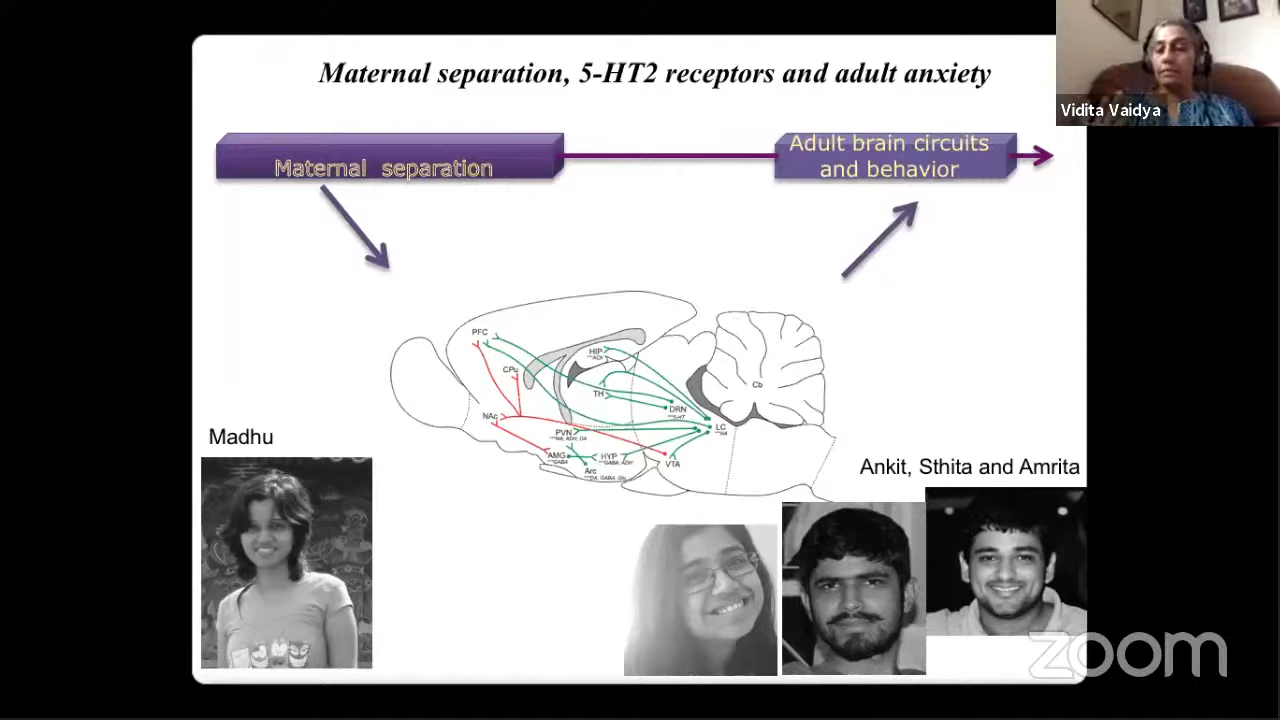 Maternal separation, 5-HT2 receptors and adult anxiety
Vidita Vaidya
Maternal separation
Adult brain circuits
and behavior
PFC
HIP
CPu
TH
Cb
DRN
NAc
LC
PVN
AMG
HYP
VTA
Arc
Madhu
Ankit, Sthita and Amrita
zoom